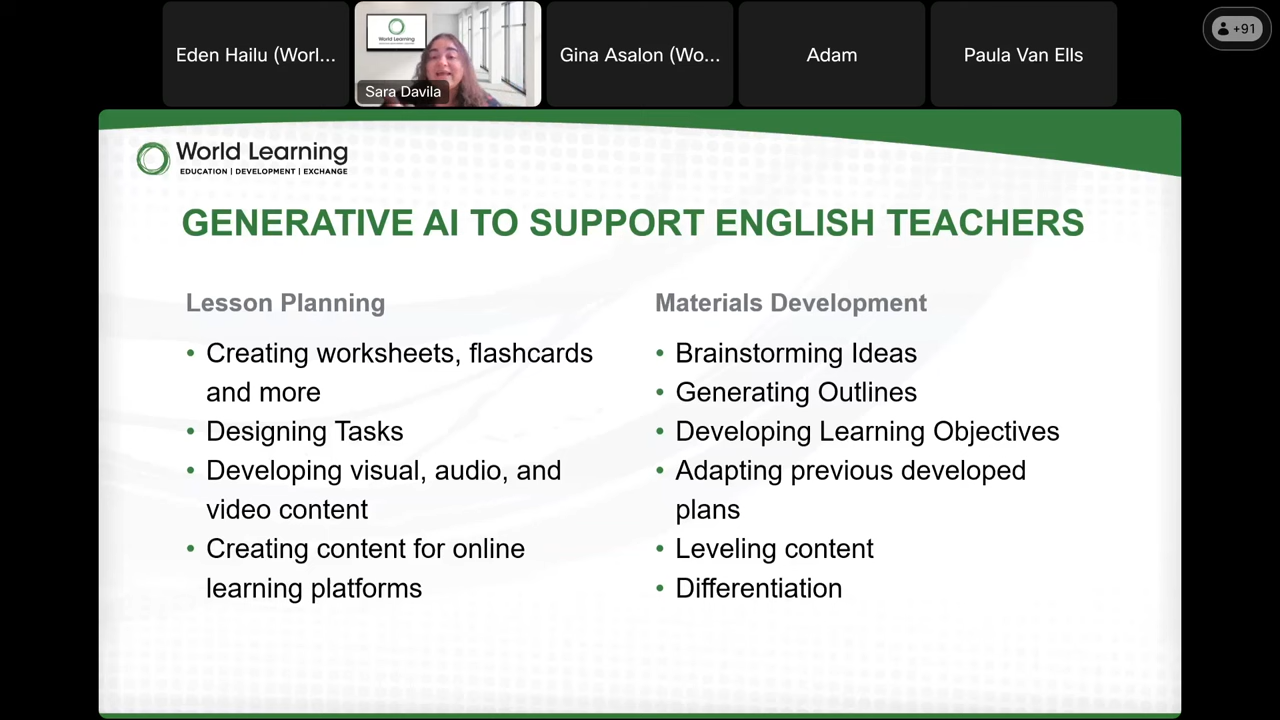 Eden Hailu (Worl...
World Learning
Sara Davila
Gina Asalon (Wo...
Adam
Paula Van Ells
+91
World Learning
EDUCATION | DEVELOPMENT | EXCHANGE
GENERATIVE AI TO SUPPORT ENGLISH TEACHERS
Lesson Planning
• Creating worksheets, flashcards
and more
• Designing Tasks
• Developing visual, audio, and
video content
• Creating content for online
learning platforms
Materials Development
• Brainstorming Ideas
• Generating Outlines
• Developing Learning Objectives
• Adapting previous developed
plans
• Leveling content
• Differentiation